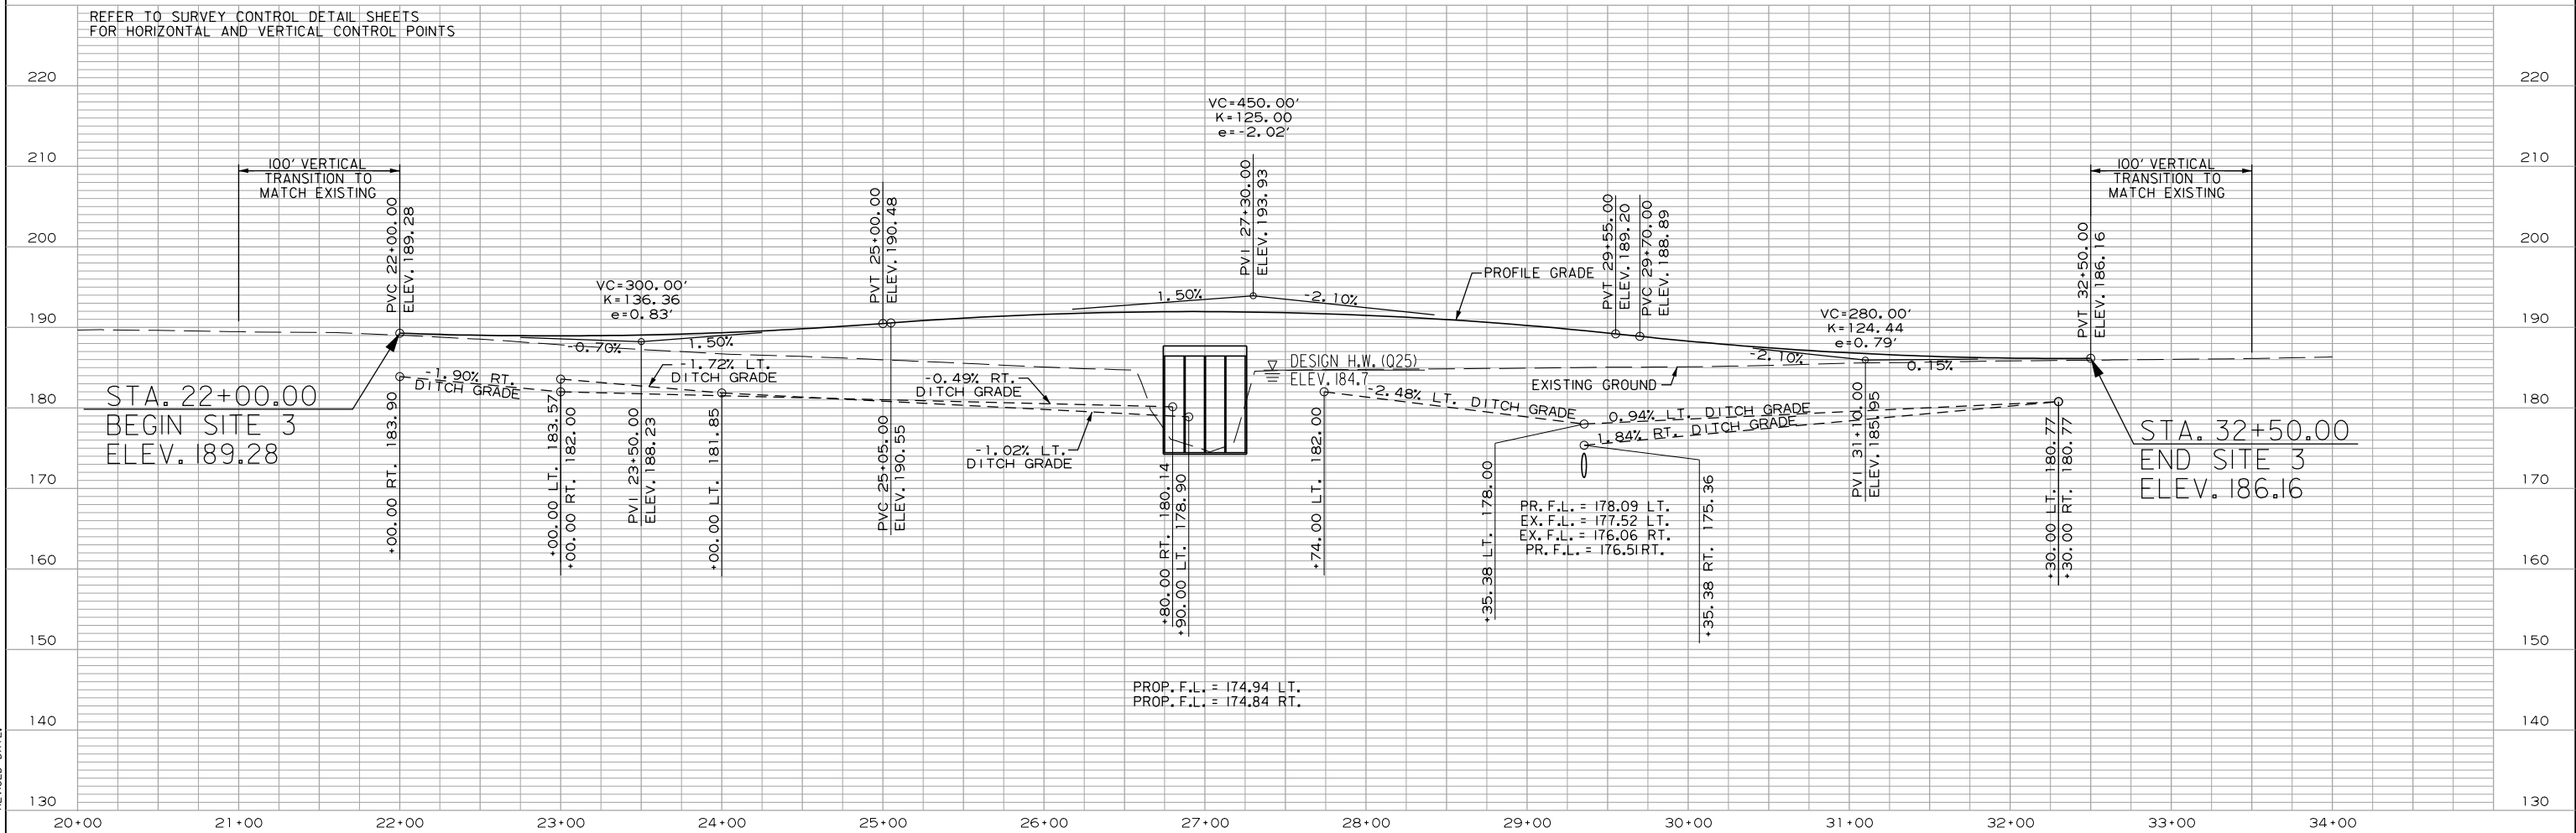 REFER TO SURVEY CONTROL DETAIL SHEETS
FOR HORIZONTAL AND VERTICAL CONTROL POINTS
220
220
210
210
200
200
190
190
180
180
170
170
160
160
150
150
140
140
130
130
100' VERTICAL
TRANSITION TO
MATCH EXISTING
PVC 22+00.00
ELEV. 189.28
VC=300.00'
K=136.36
e=0.83'
-0.70%
1.50%
PVT 25+00.00
ELEV. 190.48
VC=450.00'
K=125.00
e=-2.02'
PVI 27+30.00
ELEV. 193.93
1.50%
-2.10%
PROFILE GRADE
PVT 29+55.00
ELEV. 189.20
PVC 29+70.00
ELEV. 188.89
VC=280.00'
K=124.44
e=0.79'
-2.10%
0.15%
PVT 32+50.00
ELEV. 186.16
100' VERTICAL
TRANSITION TO
MATCH EXISTING
STA. 22+00.00
BEGIN SITE 3
ELEV. 189.28
-1.90% RT.
DITCH GRADE
-1.72% LT.
DITCH GRADE
-0.49% RT.
DITCH GRADE
-1.02% LT.
DITCH GRADE
DESIGN H.W. (Q25)
ELEV. 184.7
EXISTING GROUND
-2.48% LT. DITCH GRADE
0.94% LT. DITCH GRADE
1.84% RT. DITCH GRADE
STA. 32+50.00
END SITE 3
ELEV. 186.16
+00.00 RT. 183.90
+00.00 LT. 183.57
+00.00 RT. 182.00
PVI 23+50.00
ELEV. 188.23
+00.00 LT. 181.85
PVC 25+05.00
ELEV. 190.55
+80.00 RT. 180.14
+90.00 LT. 178.90
+74.00 LT. 182.00
+35.38 LT. 178.00
PR. F.L. = 178.09 LT.
EX. F.L. = 177.52 LT.
EX. F.L. = 176.06 RT.
PR. F.L. = 176.51 RT.
+35.38 RT. 175.36
PVI 31+10.00
ELEV. 185.95
+30.00 LT. 180.77
+30.00 RT. 180.77
PROP. F.L. = 174.94 LT.
PROP. F.L. = 174.84 RT.
20+00
21+00
22+00
23+00
24+00
25+00
26+00
27+00
28+00
29+00
30+00
31+00
32+00
33+00
34+00